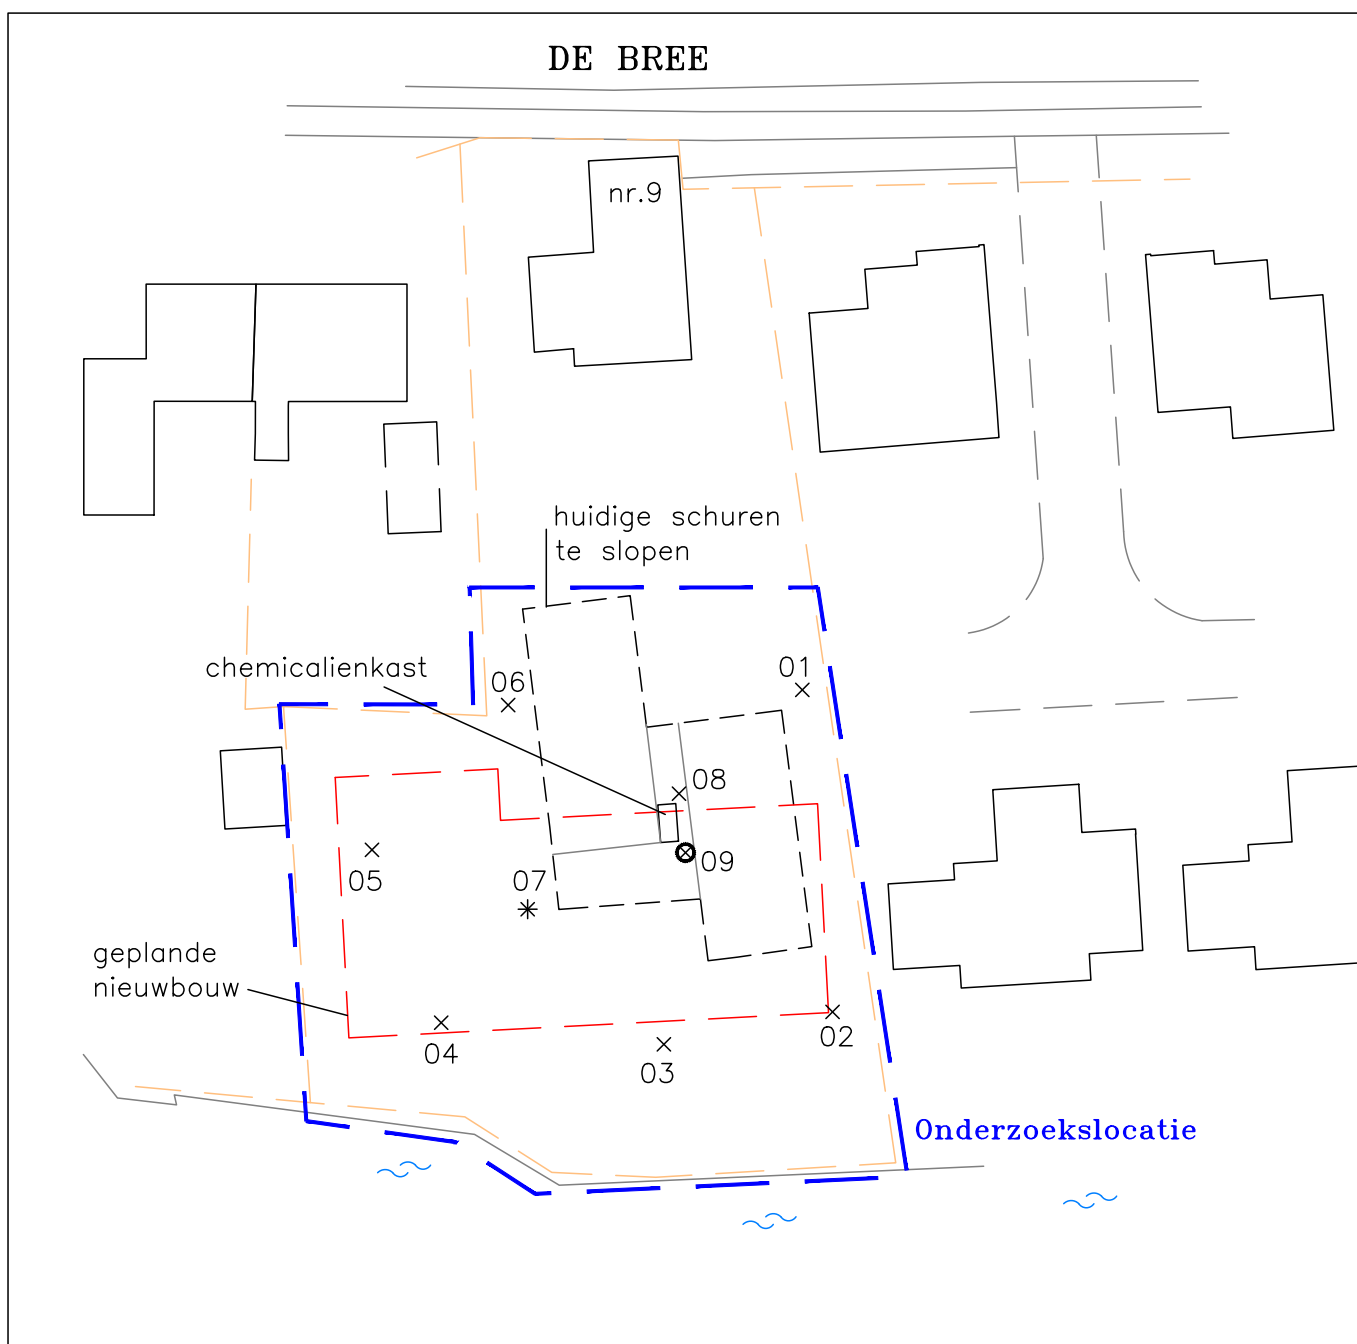 DE BREE
nr.9
huidige schuren
te slopen
chemicalienkast
06
01
08
05
07
09
geplande
nieuwbouw
04
03
02
Onderzoekslocatie